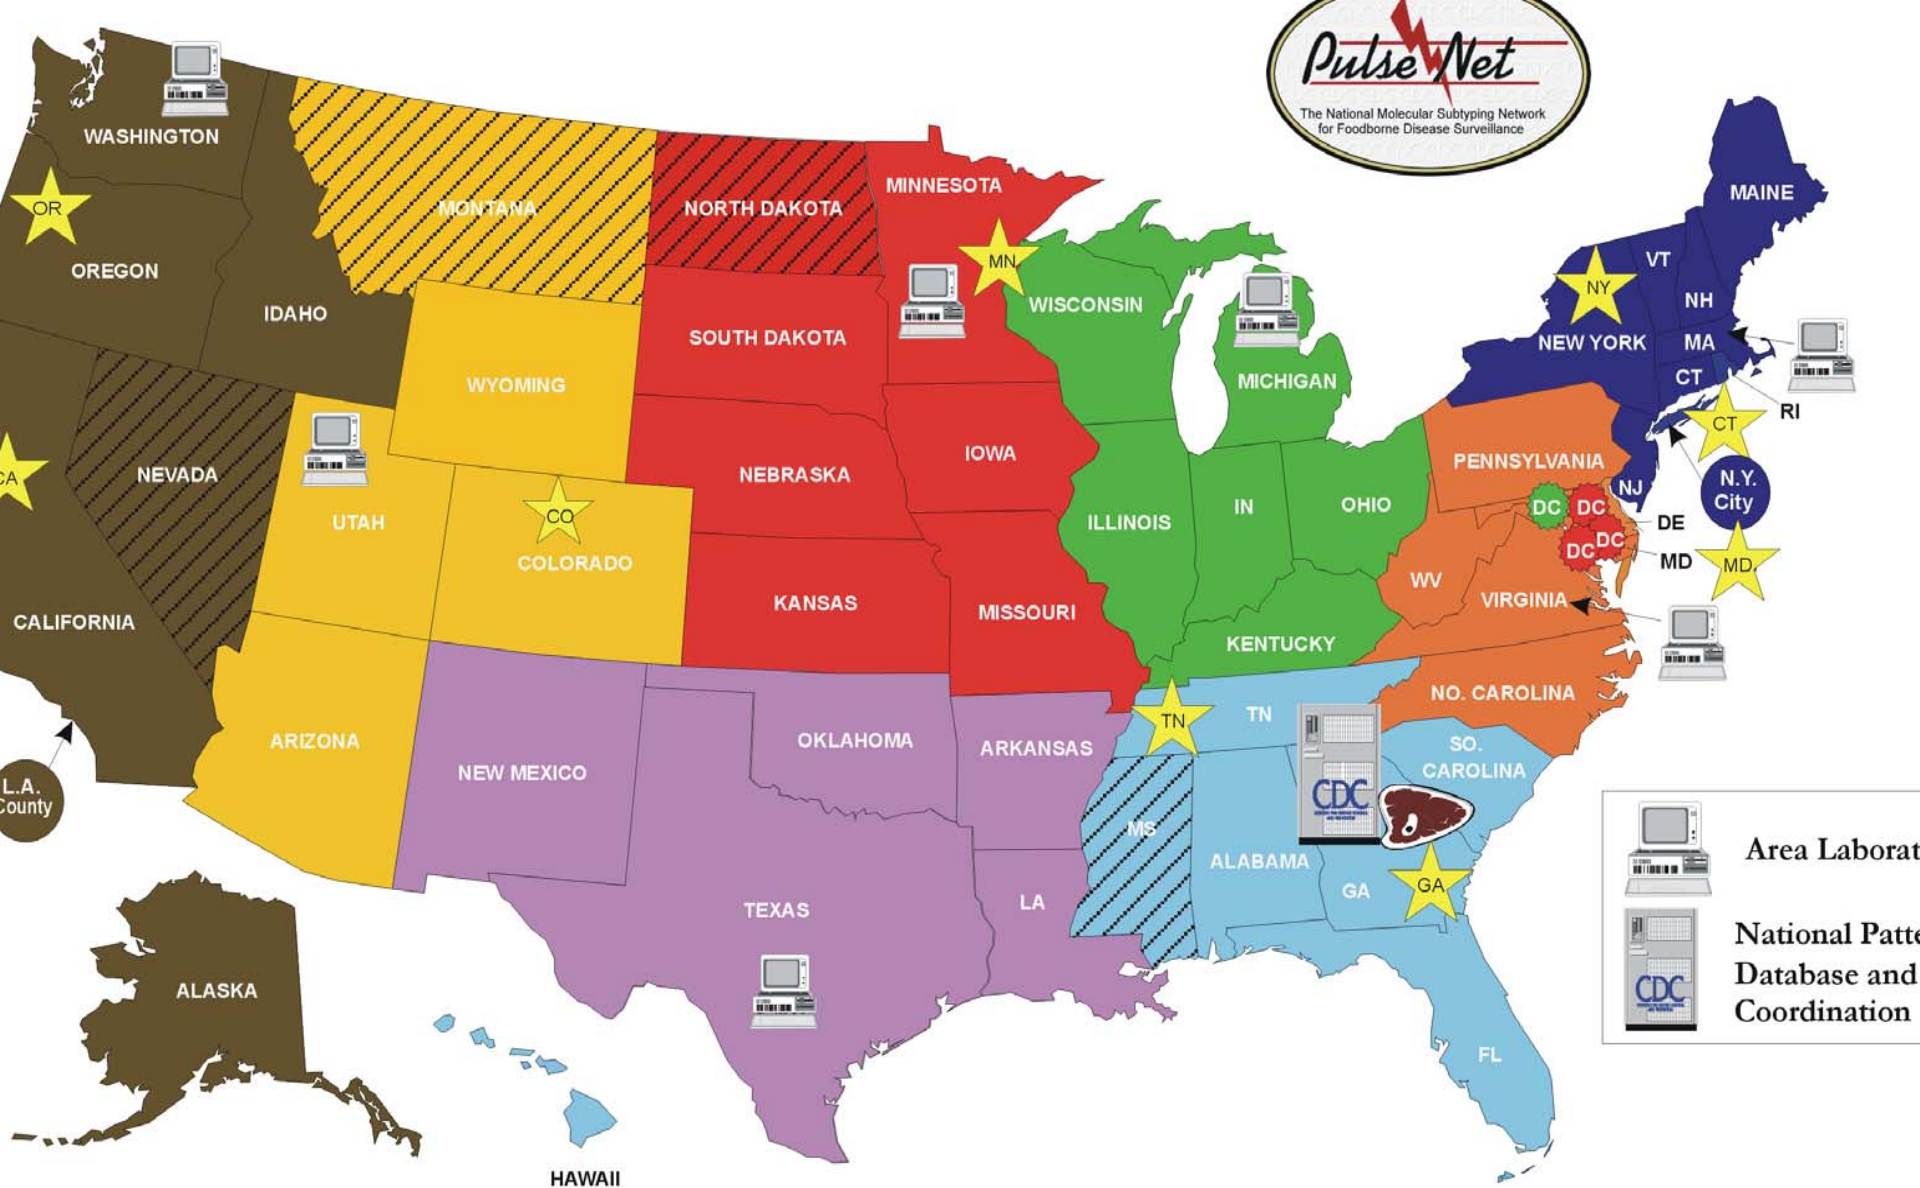 Pulse Net
The National Molecular Subtyping Network
for Foodborne Disease Surveillance
WASHINGTON
OR
OREGON
IDAHO
MONTANA
NORTH DAKOTA
MINNESOTA
MN
SOUTH DAKOTA
WYOMING
WISCONSIN
MICHIGAN
MAINE
VT
NH
NY
NEW YORK
MA
CT
RI
CT
N.Y.
City
CA
NEVADA
UTAH
CO
COLORADO
NEBRASKA
IOWA
ILLINOIS
IN
OHIO
PENNSYLVANIA
NJ
DC
DC
DC
DC
DE
MD
MD
WV
VIRGINIA
CALIFORNIA
KANSAS
MISSOURI
KENTUCKY
NO. CAROLINA
TN
TN
SO.
CAROLINA
ARIZONA
NEW MEXICO
OKLAHOMA
ARKANSAS
L.A.
County
CDC
MS
ALABAMA
GA
GA
TEXAS
LA
FL
ALASKA
HAWAII
Area Laborat
National Patte
CDC
Database and
Coordination